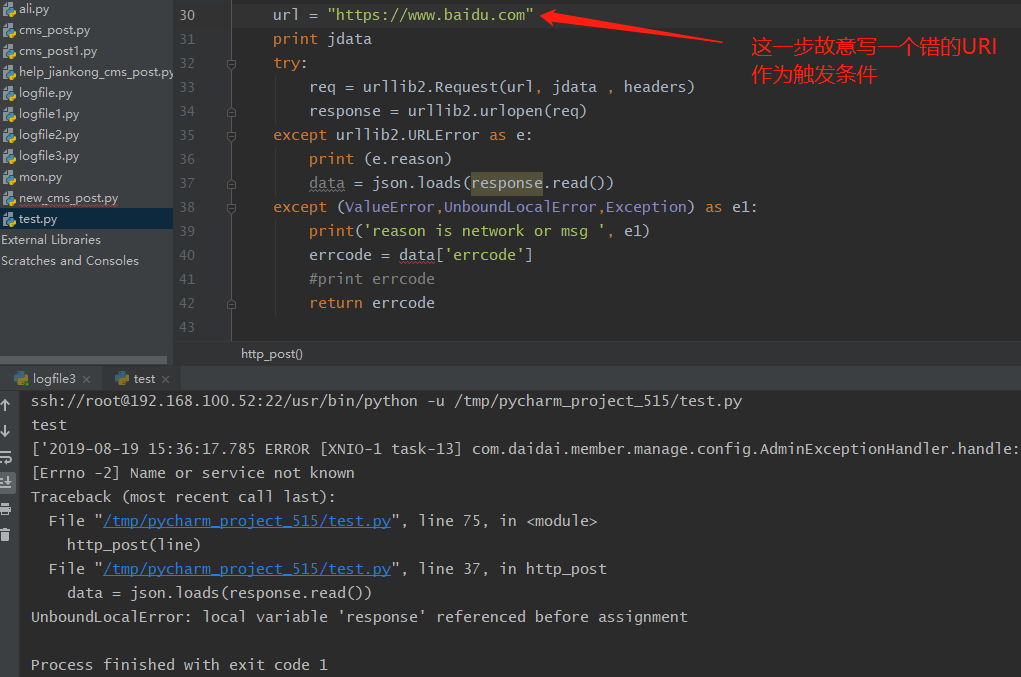 ali.py
cms_post.py
cms_post1.py
help_jiankong_cms_post.py
logfile.py
logfile1.py
logfile2.py
logfile3.py
mon.py
new_cms_post.py
test.py
External Libraries
Scratches and Consoles
30 url = "https://www.baidu.com"
31 print jdata
32 try:
33 req = urllib2.Request(url, jdata , headers)
34 response = urllib2.urlopen(req)
35 except urllib2.URLError as e:
36 print (e.reason)
37 data = json.loads(response.read())
38 except (ValueError,UnboundLocalError,Exception) as e1:
39 print('reason is network or msg ', e1)
40 errcode = data['errcode']
41 #print errcode
42 return errcode
43
这一步故意写一个错的URI
作为触发条件
http_post()
logfile3 ×
test ×
ssh://root@192.168.100.52:22/usr/bin/python -u /tmp/pycharm_project_515/test.py
test
['2019-08-19 15:36:17.785 ERROR [XNIO-1 task-13] com.daidai.member.manage.config.AdminExceptionHandler.handle:
[Errno -2] Name or service not known
Traceback (most recent call last):
File "/tmp/pycharm_project_515/test.py", line 75, in <module>
http_post(line)
File "/tmp/pycharm_project_515/test.py", line 37, in http_post
data = json.loads(response.read())
UnboundLocalError: local variable 'response' referenced before assignment
Process finished with exit code 1